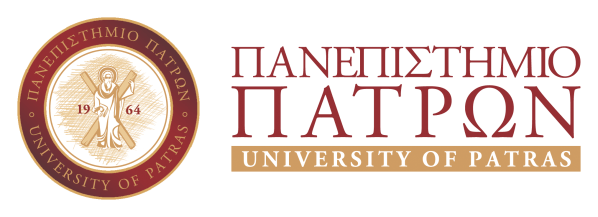 ΠΑΝΕΠΙΣΤΗΜΙΟ ΠΑΤΡΩΝ
19 64
UNIVERSITY OF PATRAS
ΠΑΝΕΠΙΣΤΗΜΙΟ
ΠΑΤΡΩΝ
UNIVERSITY OF PATRAS